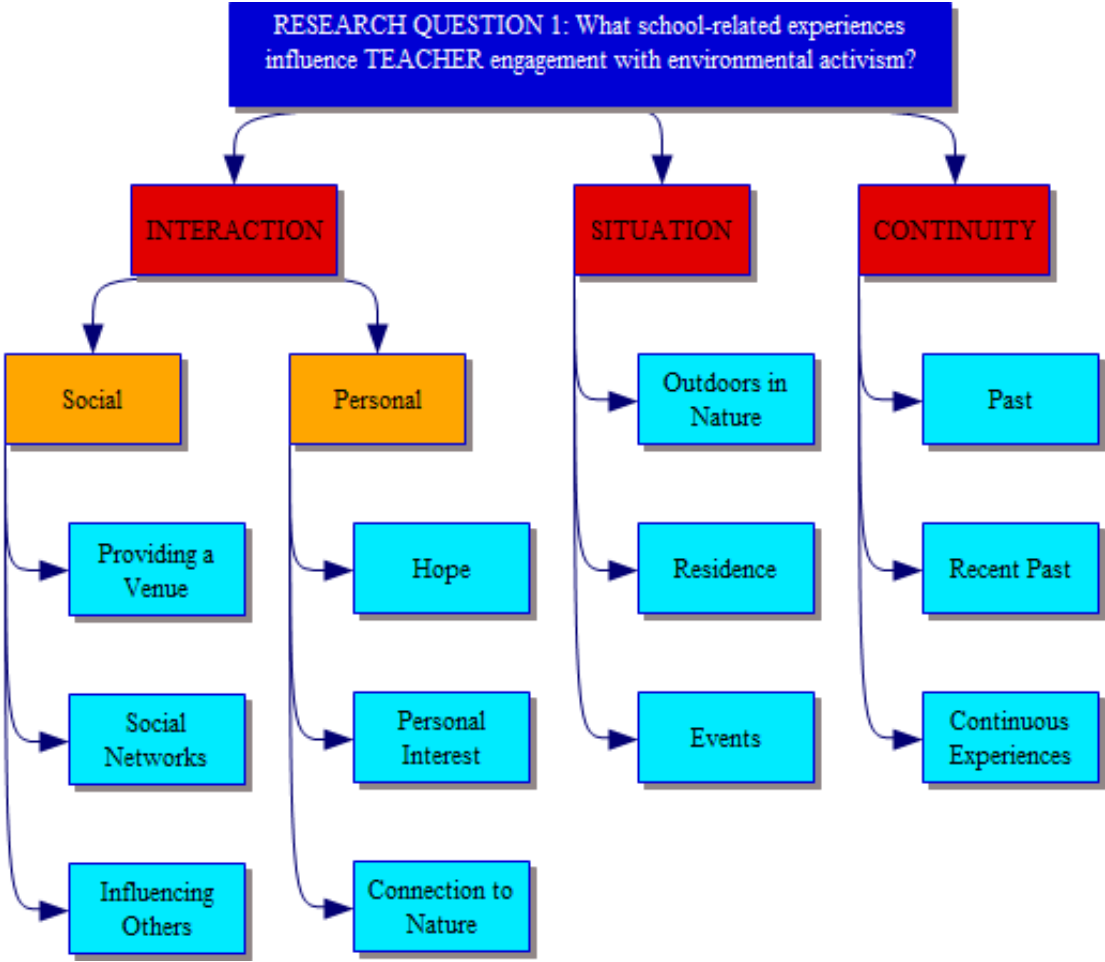 RESEARCH QUESTION 1: What school-related experiences
influence TEACHER engagement with environmental activism?
INTERACTION
SITUATION
CONTINUITY
Social
Personal
Outdoors in
Nature
Past
Providing a
Venue
Hope
Residence
Recent Past
Social
Networks
Personal
Interest
Events
Continuous
Experiences
Influencing
Others
Connection to
Nature